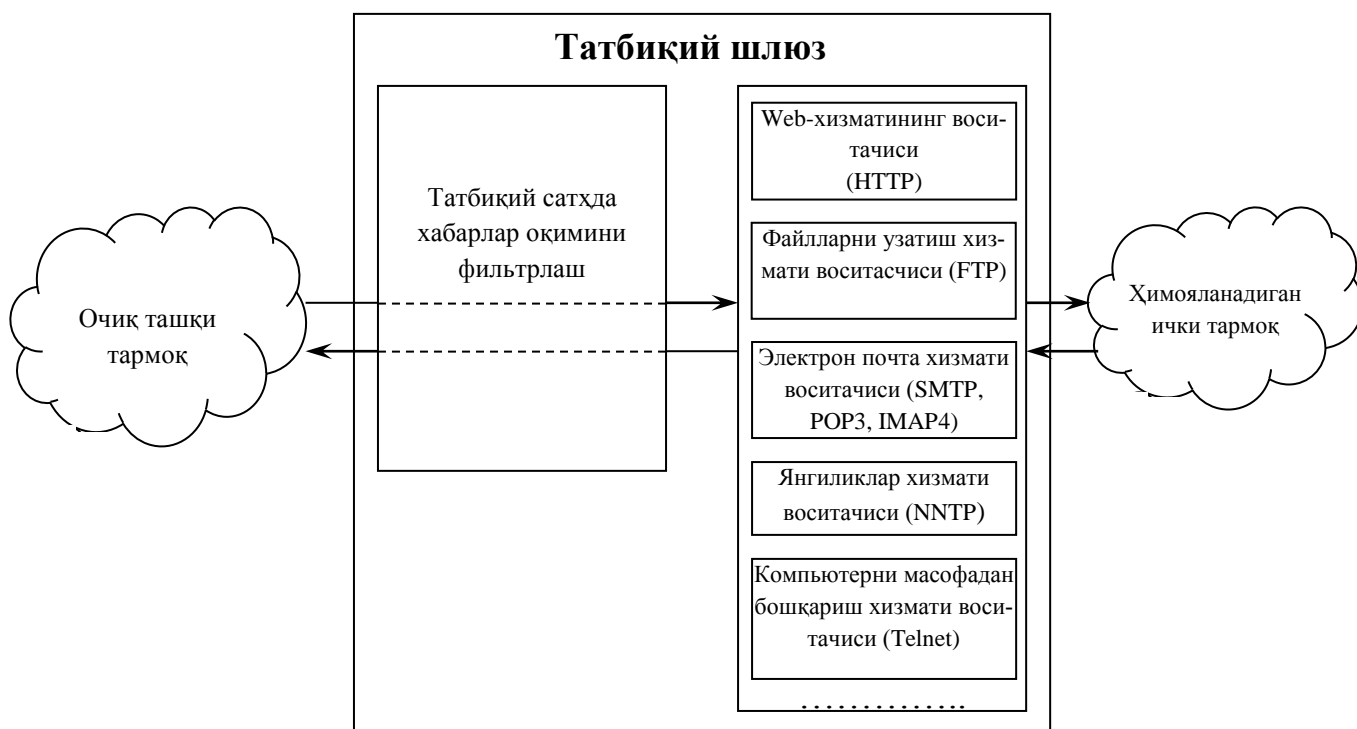 Татбиқий шлюз
Очиқ ташқи
тармоқ
Татбиқий сатҳда
хабарлар оқимини
фильтрлаш
Web-хизматининг воси-
тачиси
(HTTP)
Файлларни узатиш хиз-
мати воситасчиси (FTP)
Электрон почта хизмати
воситачиси (SMTP,
POP3, IMAP4)
Янгиликлар хизмати
воситачиси (NNTP)
Компьютерни масофадан
бошқариш хизмати воси-
тачиси (Telnet)
. . . . . . . . . . . . . .
Ҳимояланадиган
ички тармоқ